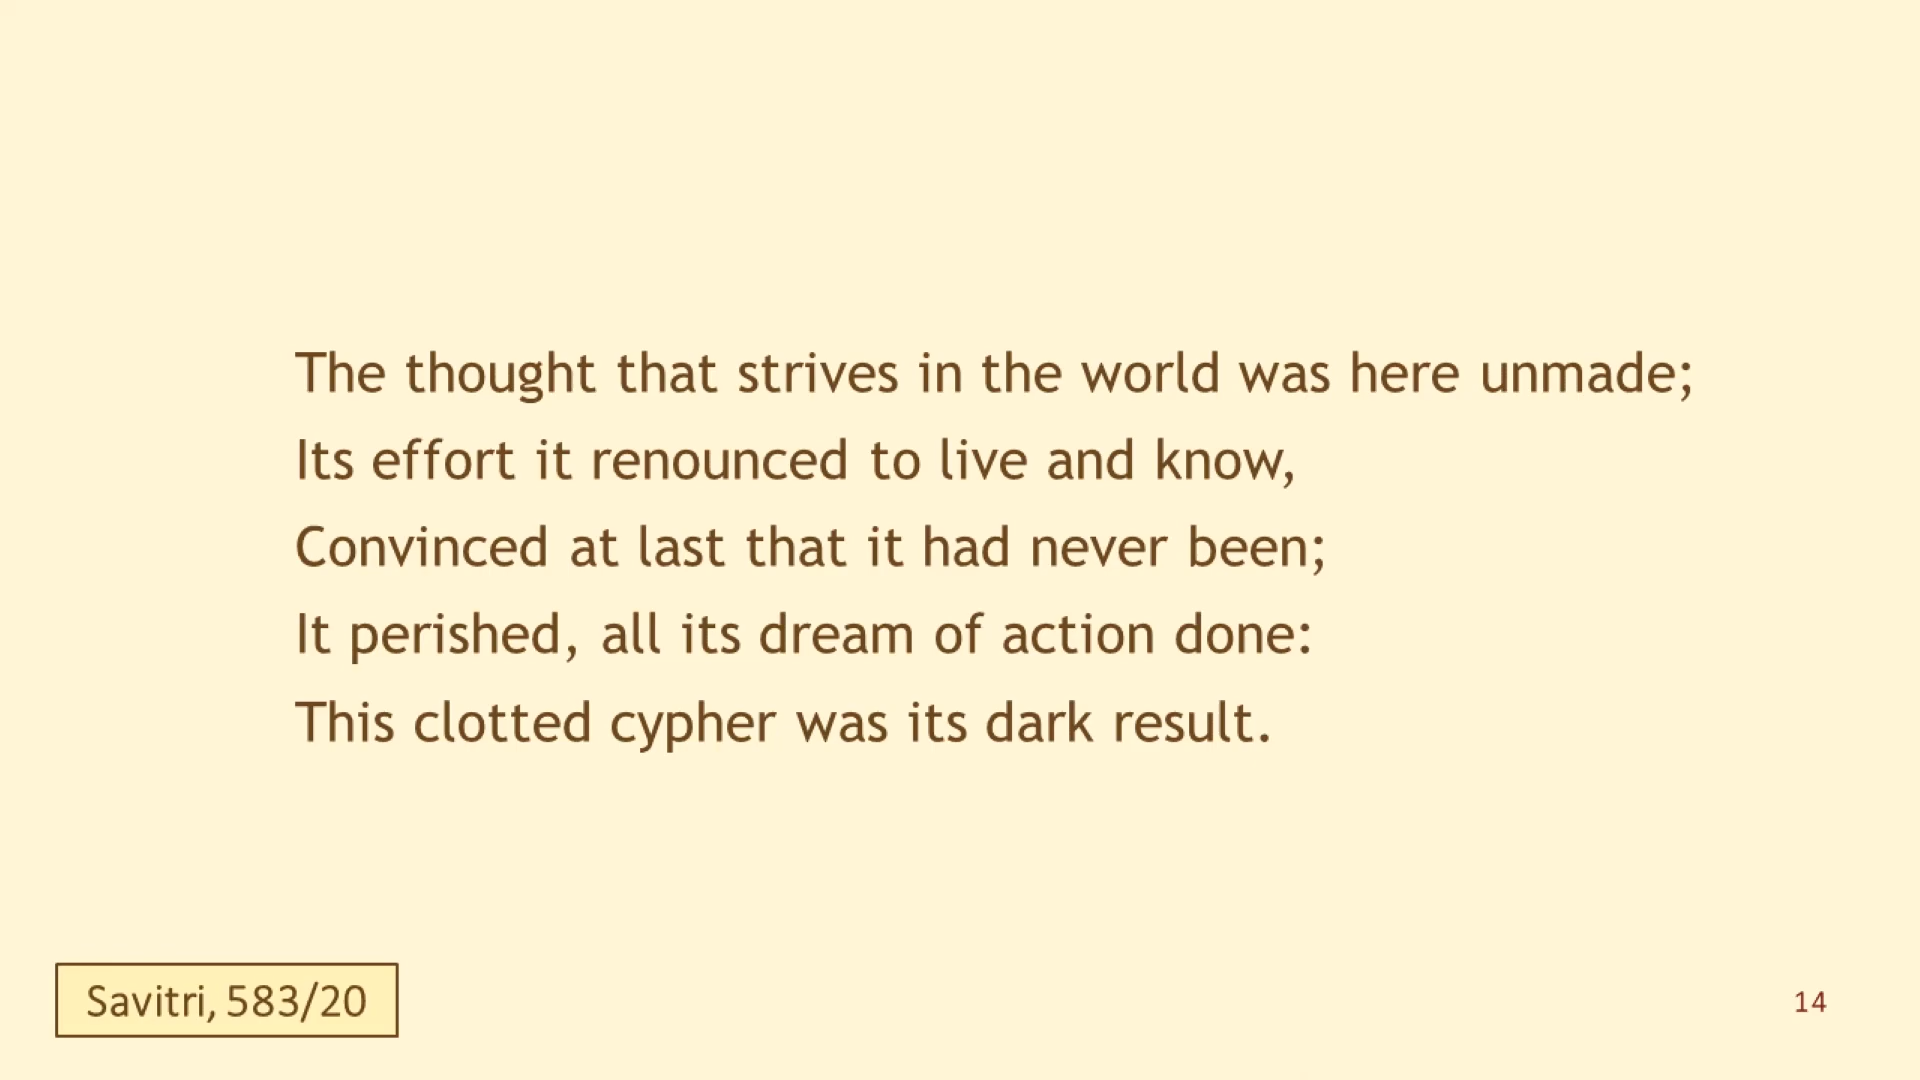 The thought that strives in the world was here unmade;
Its effort it renounced to live and know,
Convinced at last that it had never been;
It perished, all its dream of action done:
This clotted cypher was its dark result.
Savitri, 583/20
14